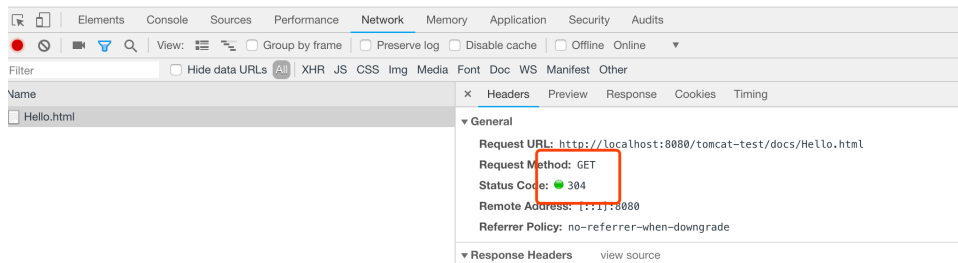 Elements Console Sources Performance Network Memory Application Security Audits
View: Group by frame Preserve log Disable cache Offline Online ▼
Filter Hide data URLs All XHR JS CSS Img Media Font Doc WS Manifest Other
Name × Headers Preview Response Cookies Timing
Hello.html
▼ General
Request URL: http://localhost:8080/tomcat-test/docs/Hello.html
Request Method: GET
Status Code: 304
Remote Address: [::1]:8080
Referrer Policy: no-referrer-when-downgrade
▼ Response Headers view source